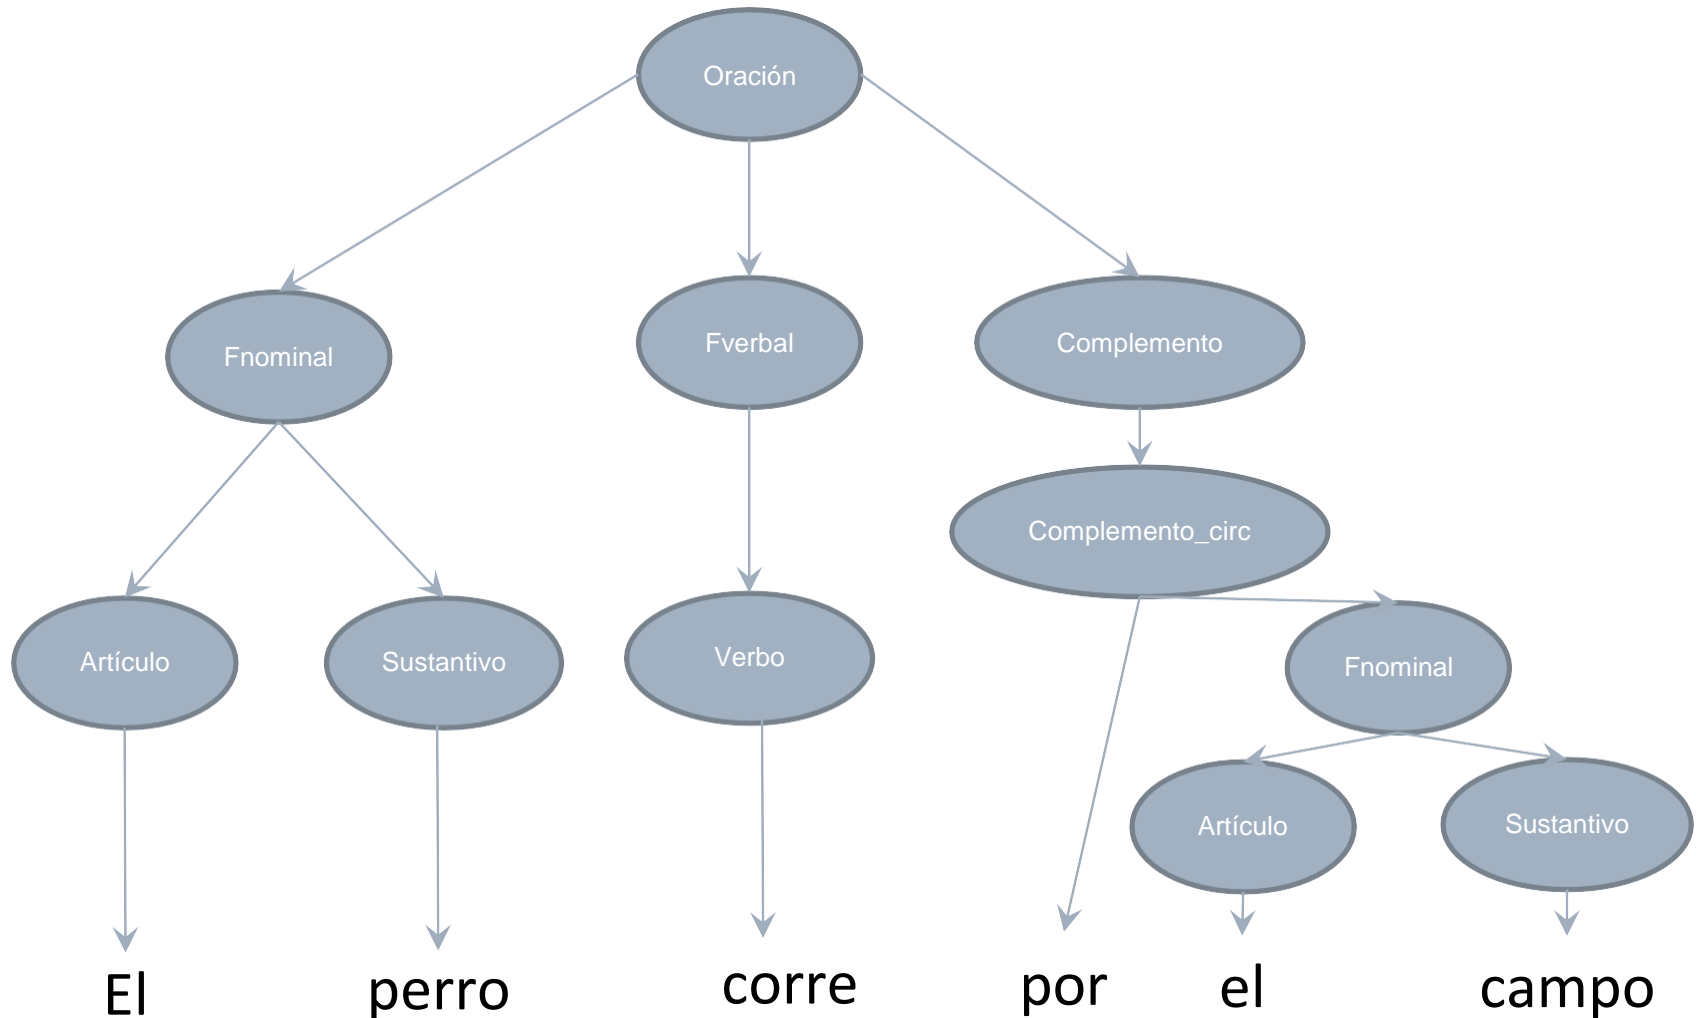 Oración
Fnominal
Fverbal
Complemento
Complemento_circ
Artículo
Sustantivo
Verbo
Fnominal
Artículo
Sustantivo
El perro corre por el campo